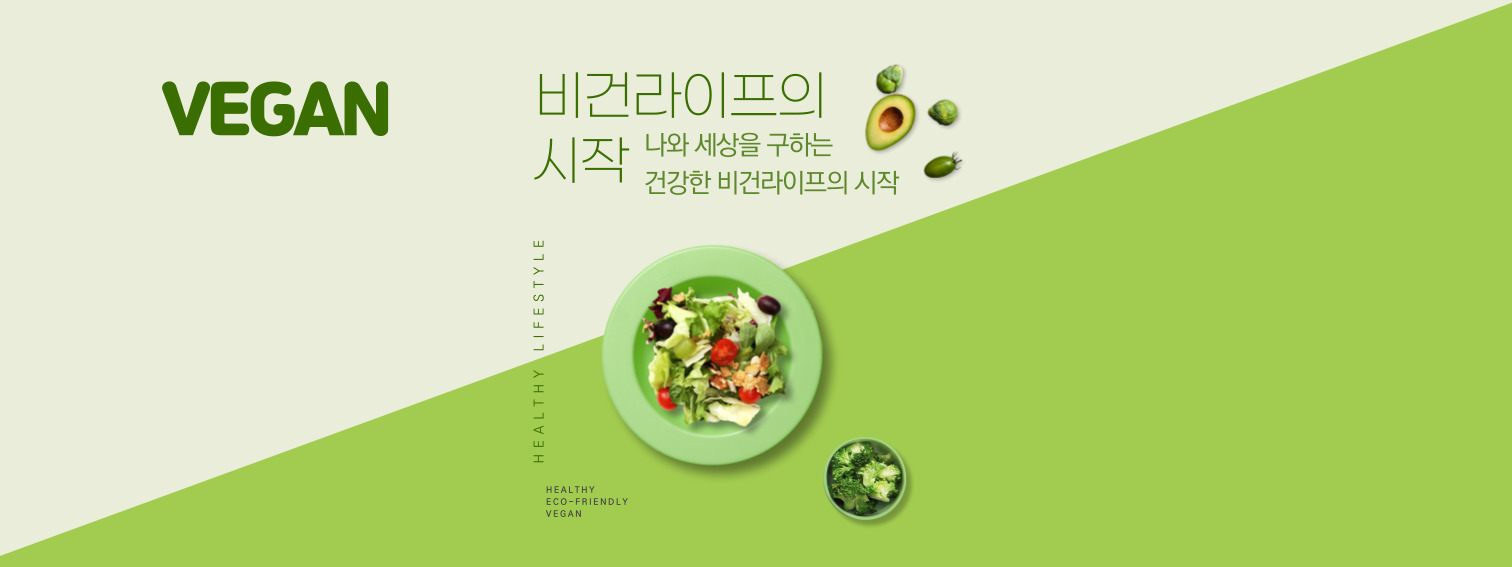 VEGAN
비건라이프의
시작
나와 세상을 구하는
건강한 비건라이프의 시작
HEALTHY LIFESTYLE
HEALTHY
ECO-FRIENDLY
VEGAN